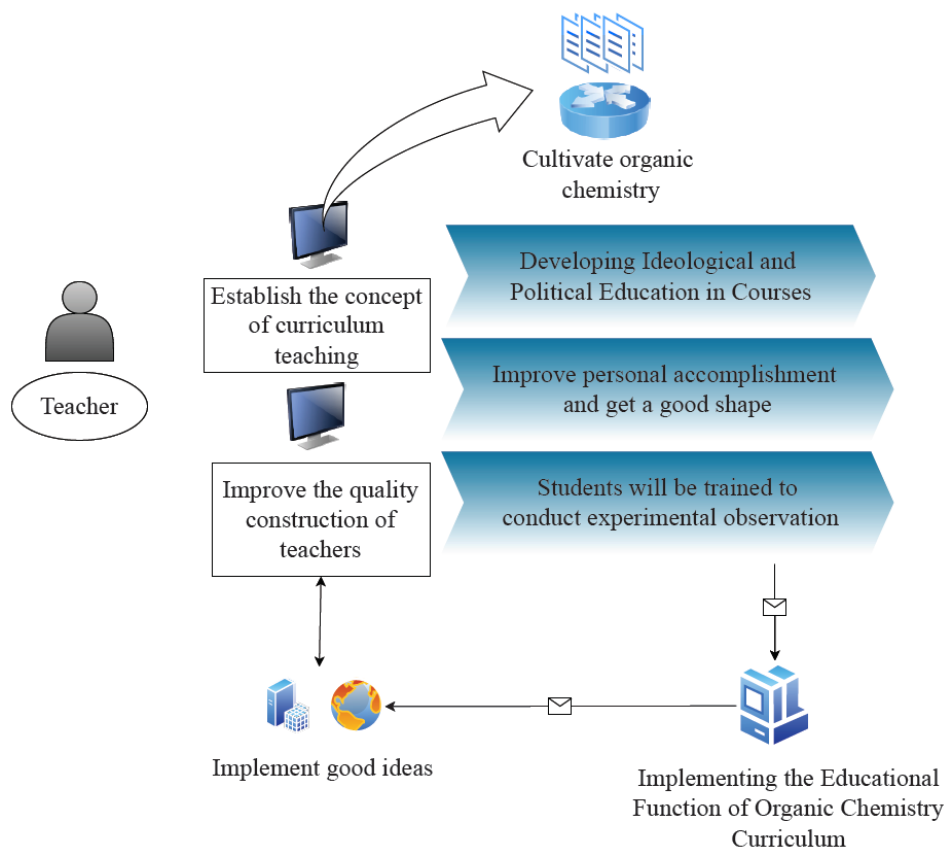 Cultivate organic
chemistry
Developing Ideological and
Political Education in Courses
Establish the concept
of curriculum
teaching
Improve personal accomplishment
and get a good shape
Teacher
Improve the quality
construction of
teachers
Students will be trained to
conduct experimental observation
Implement good ideas
Implementing the Educational
Function of Organic Chemistry
Curriculum